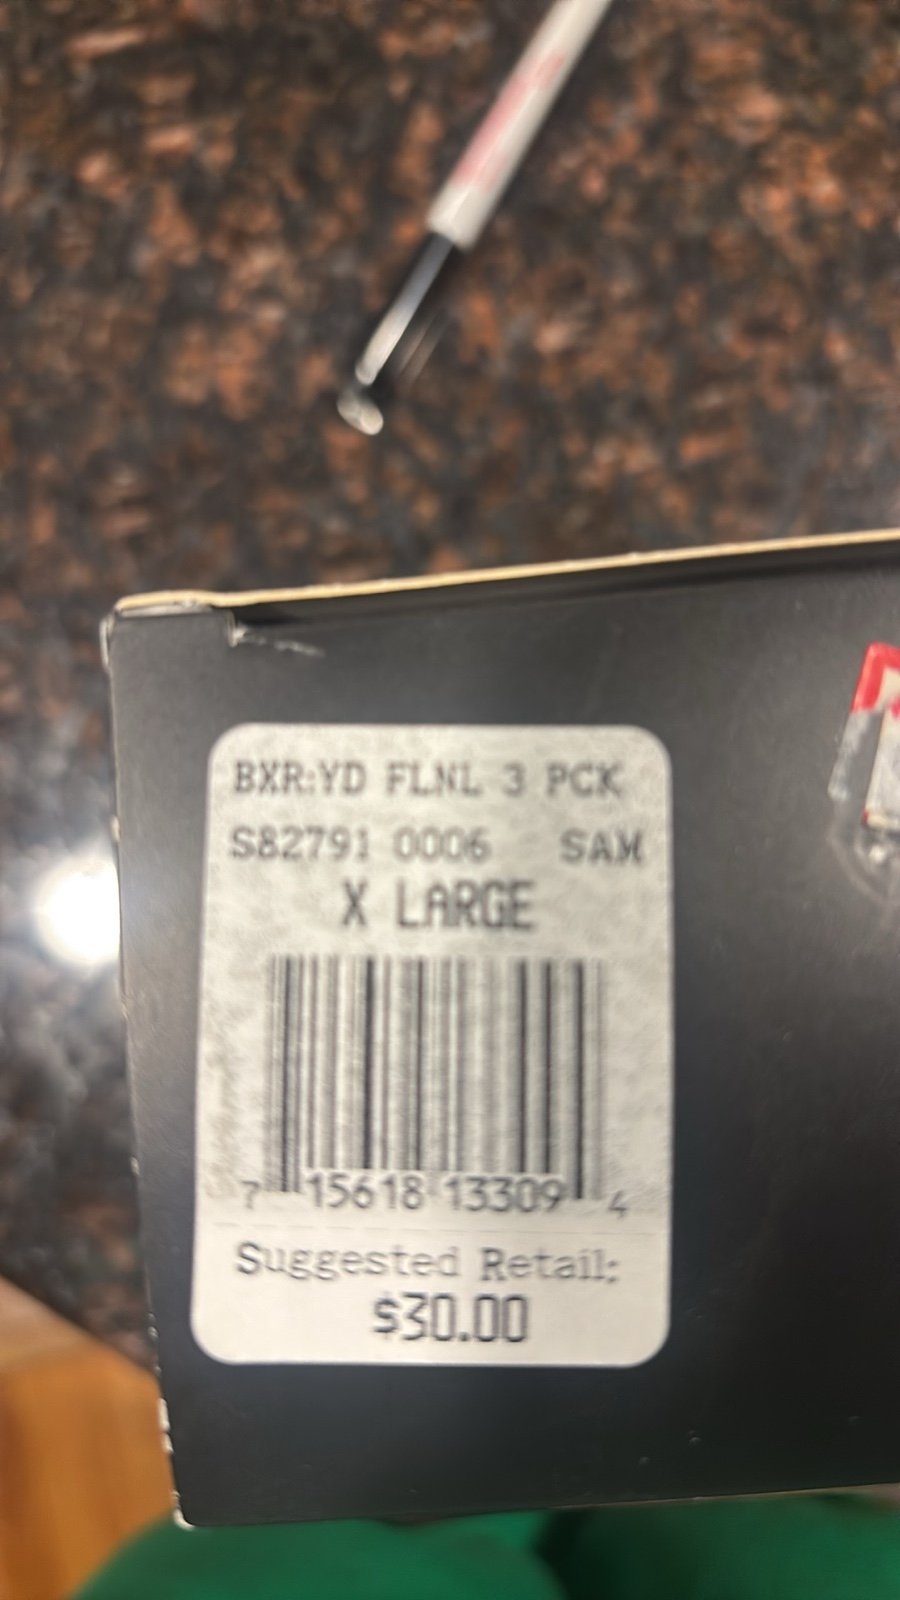 BXR:YD FLNL 3 PCK
S82791 0006 SAM
X LARGE
7 15618 13309 4
Suggested Retail:
$30.00